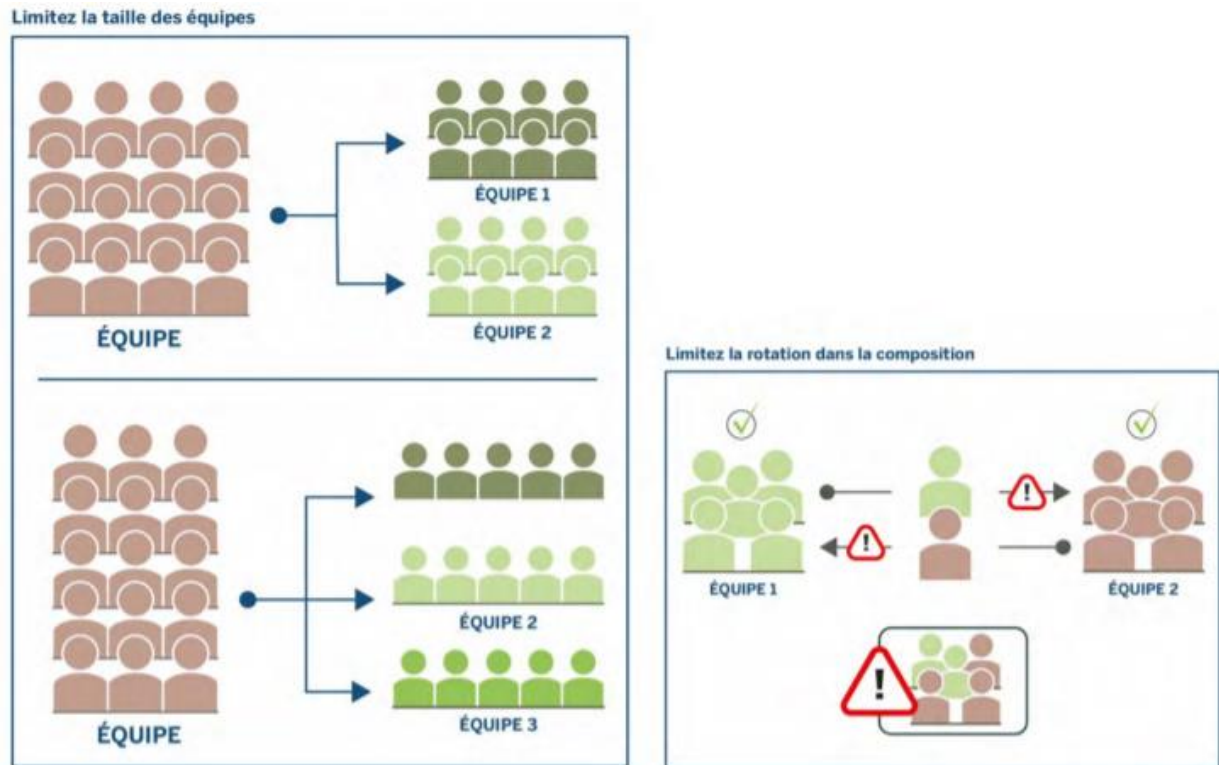 Limitez la taille des équipes
ÉQUIPE 1
ÉQUIPE 2
ÉQUIPE
ÉQUIPE 2
ÉQUIPE 3
ÉQUIPE
Limitez la rotation dans la composition
!
!
ÉQUIPE 1
ÉQUIPE 2
!